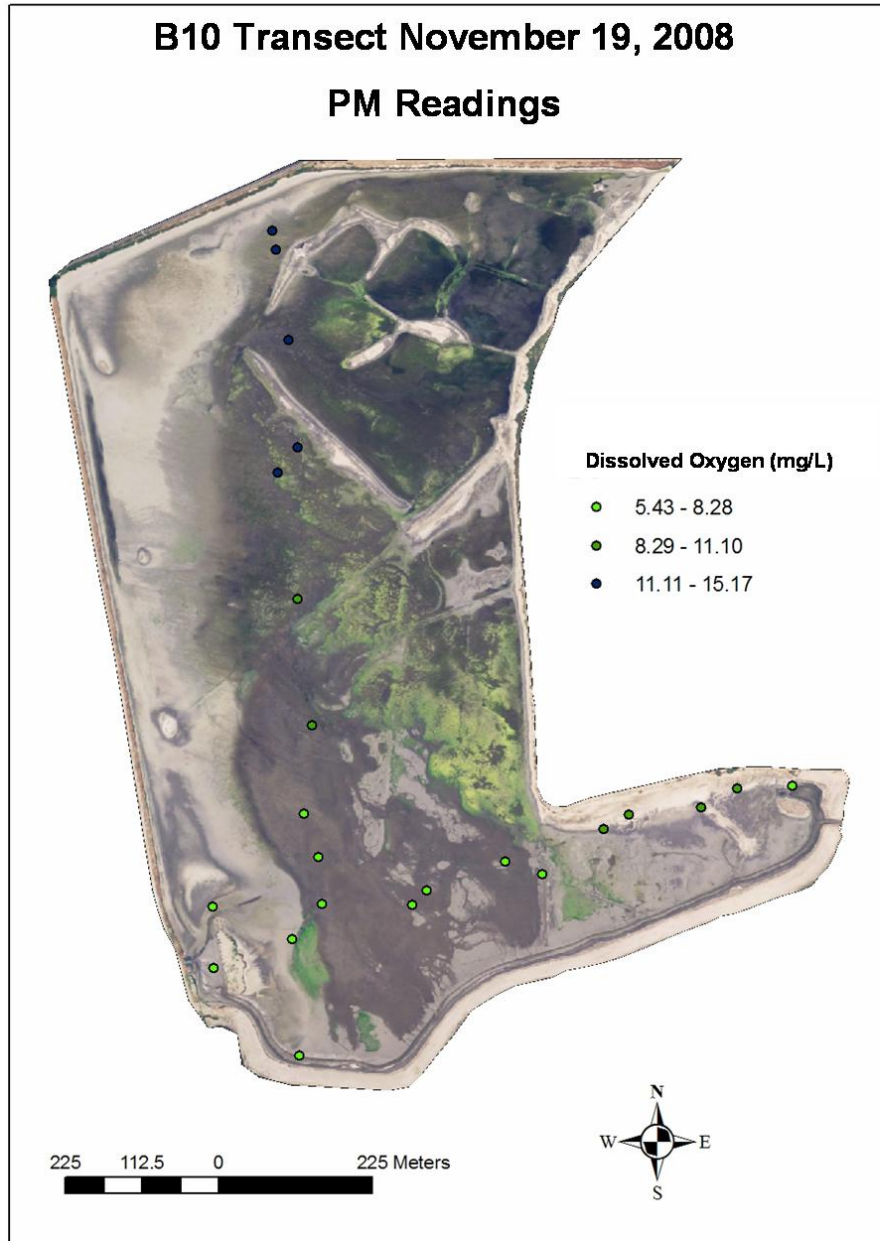 B10 Transect November 19, 2008
PM Readings
Dissolved Oxygen (mg/L)
5.43 - 8.28
8.29 - 11.10
11.11 - 15.17
N
W E
S
225 112.5 0 225 Meters